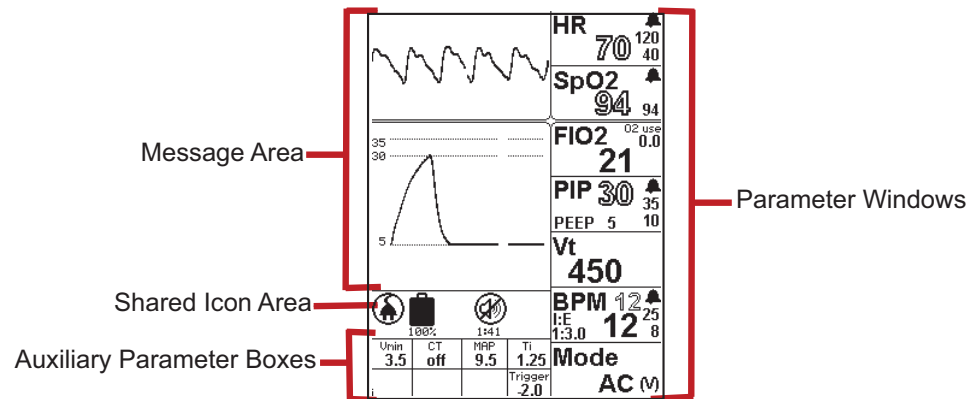 HR
70
120
40
SpO2
94
94
FIO2
O2 use
0.0
21
PIP 30
35
10
PEEP 5
Vt
450
BPM 12
25
8
I:E
1:3.0
12
Mode
AC (V)
35
30
5
100%
1:41
Vmin
3.5
CT
off
MAP
9.5
Ti
1.25
Trigger
-2.0
i
Message Area
Shared Icon Area
Auxiliary Parameter Boxes
Parameter Windows